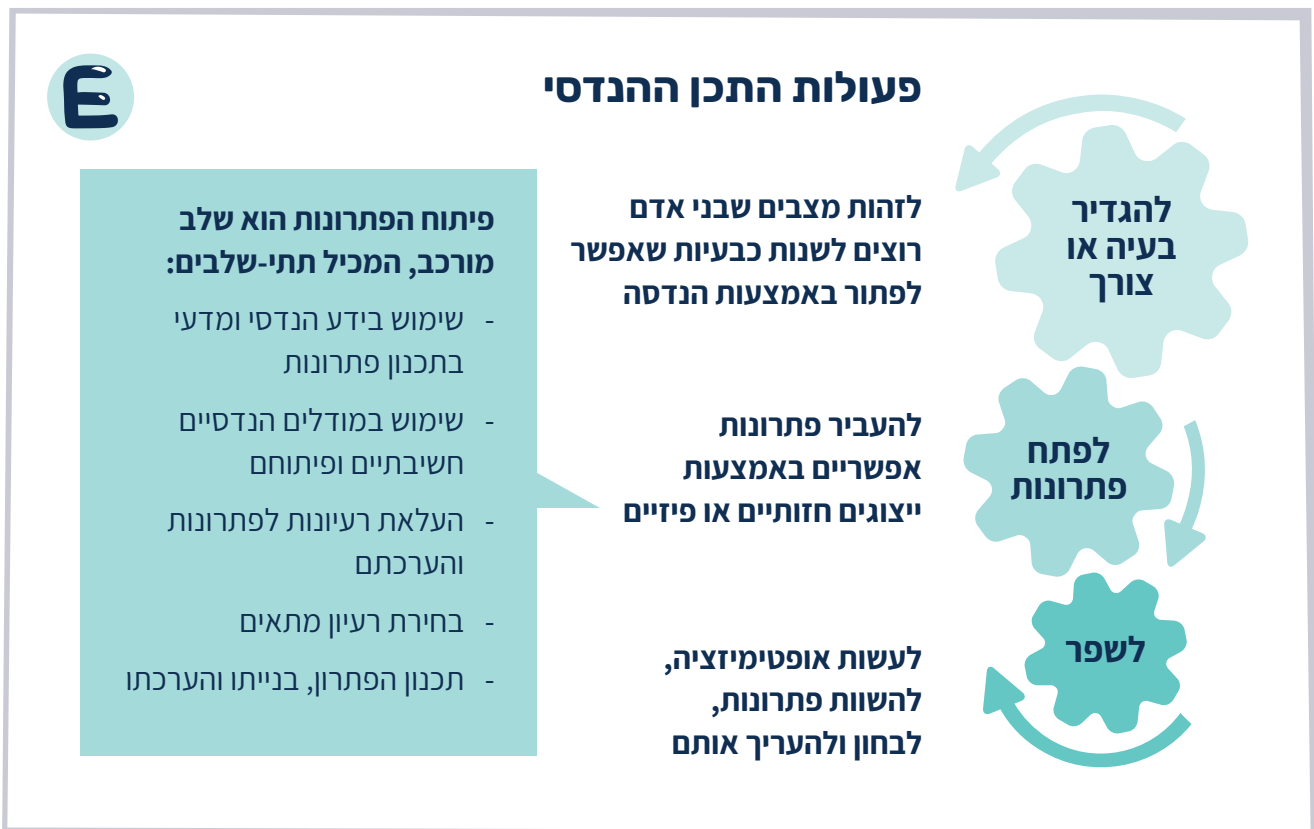 E
פעולות התכן ההנדסי
להגדיר
בעיה או
צורך
לזהות מצבים שבני אדם
רוצים לשנות כבעיות שאפשר
לפתור באמצעות הנדסה
לפתח
פתרונות
להעביר פתרונות
אפשריים באמצעות
ייצוגים חזותיים או פיזיים
פיתוח הפתרונות הוא שלב
מורכב, המכיל תתי-שלבים:
- שימוש בידע הנדסי ומדעי
בתכנון פתרונות
- שימוש במודלים הנדסיים
חשיבתיים ופיתוחם
- העלאת רעיונות לפתרונות
והערכתם
- בחירת רעיון מתאים
- תכנון הפתרון, בנייתו והערכתו
לשפר
לעשות אופטימיזציה,
להשוות פתרונות,
לבחון ולהעריך אותם